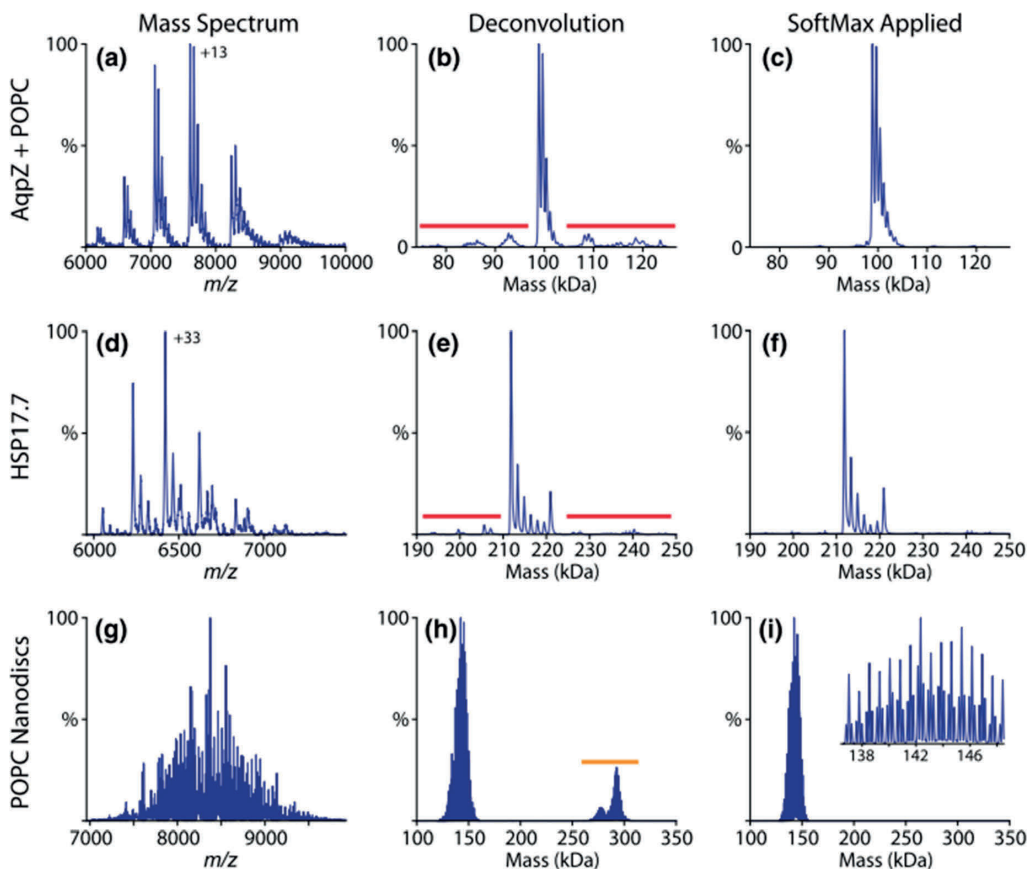 Mass Spectrum Deconvolution SoftMax Applied
AqpZ + POPC
100 (a) +13
%
6000 7000 8000 9000 10000
m/z
100 (b)
%
0
80 90 100 110 120
Mass (kDa)
100 (c)
%
0
80 90 100 110 120
Mass (kDa)
HSP17.7
100 (d) +33
%
6000 6500 7000
m/z
100 (e)
%
190 200 210 220 230 240 250
Mass (kDa)
100 (f)
%
190 200 210 220 230 240 250
Mass (kDa)
POPC Nanodiscs
100 (g)
%
7000 8000 9000
m/z
100 (h)
%
100 150 200 250 300 350
Mass (kDa)
100 (i)
%
138 142 146
100 150 200 250 300 350
Mass (kDa)